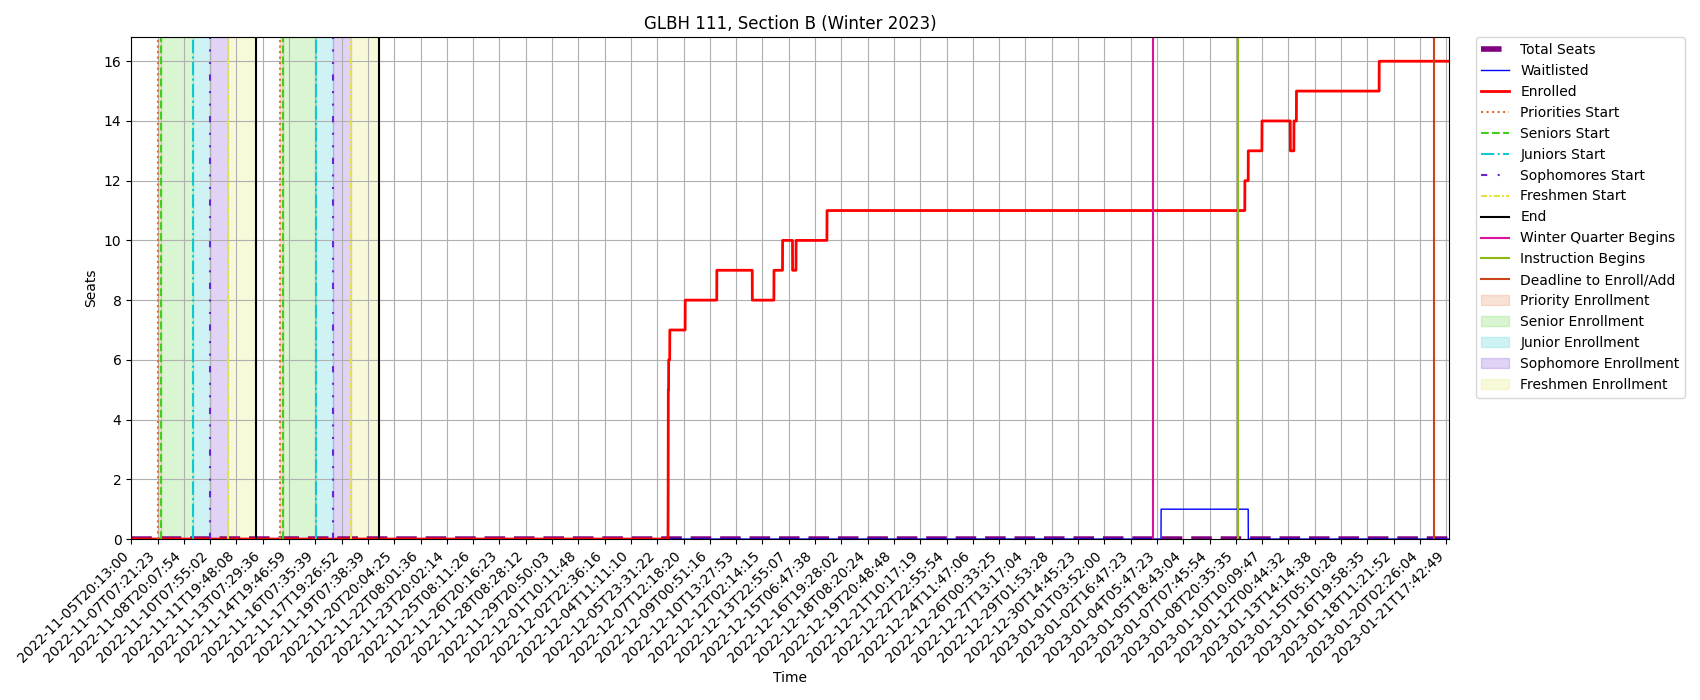 GLBH 111, Section B (Winter 2023)
Seats
16
14
12
10
8
6
4
2
0
2022-11-05T20:13:00
2022-11-07T07:21:23
2022-11-08T20:07:54
2022-11-10T07:55:02
2022-11-11T19:48:08
2022-11-13T07:29:36
2022-11-14T19:46:59
2022-11-16T07:35:39
2022-11-17T19:26:52
2022-11-19T07:38:39
2022-11-20T20:04:25
2022-11-22T08:01:36
2022-11-23T20:02:14
2022-11-25T08:11:26
2022-11-26T20:16:23
2022-11-28T08:28:12
2022-11-29T20:50:03
2022-12-01T10:11:48
2022-12-02T22:36:16
2022-12-04T11:11:10
2022-12-05T23:31:22
2022-12-07T12:18:20
2022-12-09T00:51:16
2022-12-10T13:27:53
2022-12-12T02:14:15
2022-12-13T22:55:07
2022-12-15T06:47:38
2022-12-16T19:28:02
2022-12-18T08:20:24
2022-12-19T20:48:48
2022-12-21T10:17:19
2022-12-22T22:55:54
2022-12-24T11:47:06
2022-12-26T00:33:25
2022-12-27T13:17:04
2022-12-29T01:53:28
2022-12-30T14:45:23
2023-01-01T03:52:00
2023-01-02T16:47:23
2023-01-04T05:47:23
2023-01-05T18:43:04
2023-01-07T07:45:54
2023-01-08T20:35:35
2023-01-10T10:09:47
2023-01-12T00:44:32
2023-01-13T14:14:38
2023-01-15T05:10:28
2023-01-16T19:58:35
2023-01-18T11:21:52
2023-01-20T02:26:04
2023-01-21T17:42:49
Time
Total Seats
Waitlisted
Enrolled
Priorities Start
Seniors Start
Juniors Start
Sophomores Start
Freshmen Start
End
Winter Quarter Begins
Instruction Begins
Deadline to Enroll/Add
Priority Enrollment
Senior Enrollment
Junior Enrollment
Sophomore Enrollment
Freshmen Enrollment